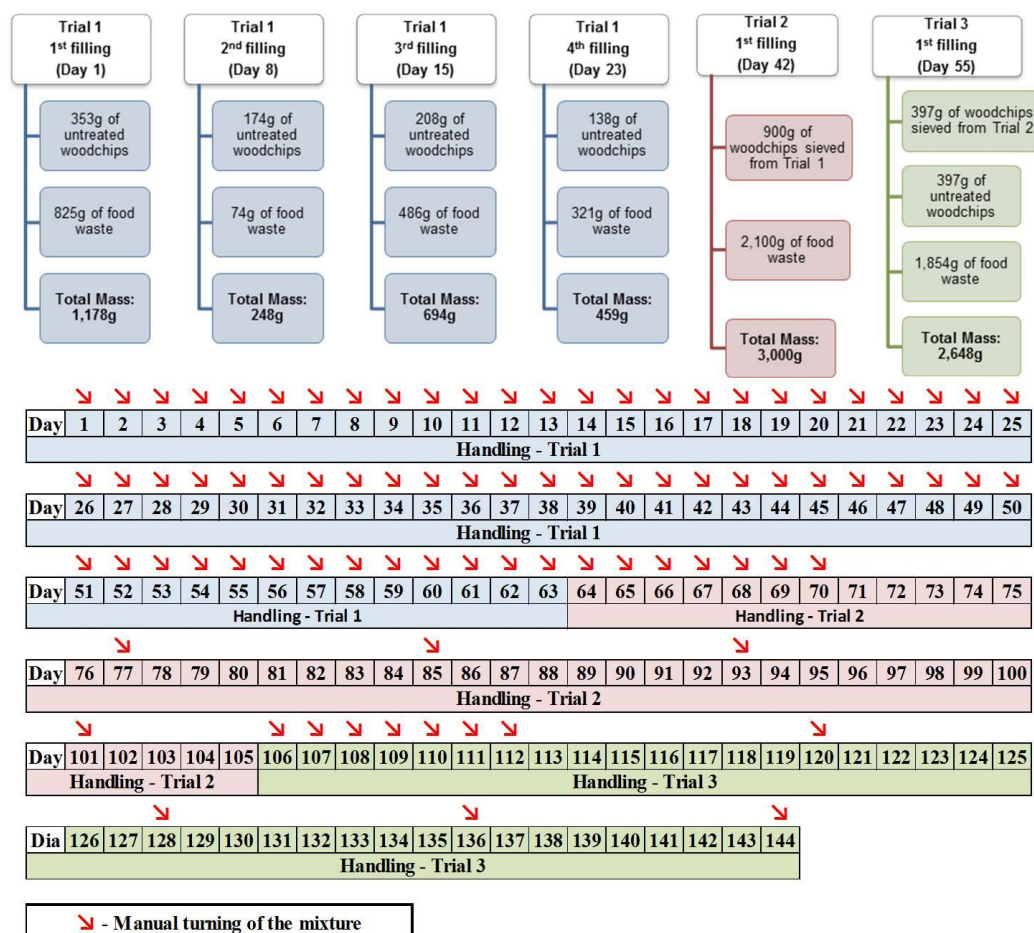 Trial 1
1st filling
(Day 1)
353g of
untreated
woodchips
825g of food
waste
Total Mass:
1,178g
Trial 1
2nd filling
(Day 8)
174g of
untreated
woodchips
74g of food
waste
Total Mass:
248g
Trial 1
3rd filling
(Day 15)
208g of
untreated
woodchips
486g of food
waste
Total Mass:
694g
Trial 1
4th filling
(Day 23)
138g of
untreated
woodchips
321g of food
waste
Total Mass:
459g
Trial 2
1st filling
(Day 42)
900g of
woodchips sieved
from Trial 1
2,100g of food
waste
Total Mass:
3,000g
Trial 3
1st filling
(Day 55)
397g of woodchips
sieved from Trial 2
397g of
untreated
woodchips
1,854g of food
waste
Total Mass:
2,648g
Day 1 2 3 4 5 6 7 8 9 10 11 12 13 14 15 16 17 18 19 20 21 22 23 24 25
Handling - Trial 1
Day 26 27 28 29 30 31 32 33 34 35 36 37 38 39 40 41 42 43 44 45 46 47 48 49 50
Handling - Trial 1
Day 51 52 53 54 55 56 57 58 59 60 61 62 63 64 65 66 67 68 69 70 71 72 73 74 75
Handling - Trial 1 Handling - Trial 2
Day 76 77 78 79 80 81 82 83 84 85 86 87 88 89 90 91 92 93 94 95 96 97 98 99 100
Handling - Trial 2
Day 101 102 103 104 105 106 107 108 109 110 111 112 113 114 115 116 117 118 119 120 121 122 123 124 125
Handling - Trial 2 Handling - Trial 3
Dia 126 127 128 129 130 131 132 133 134 135 136 137 138 139 140 141 142 143 144
Handling - Trial 3
- Manual turning of the mixture